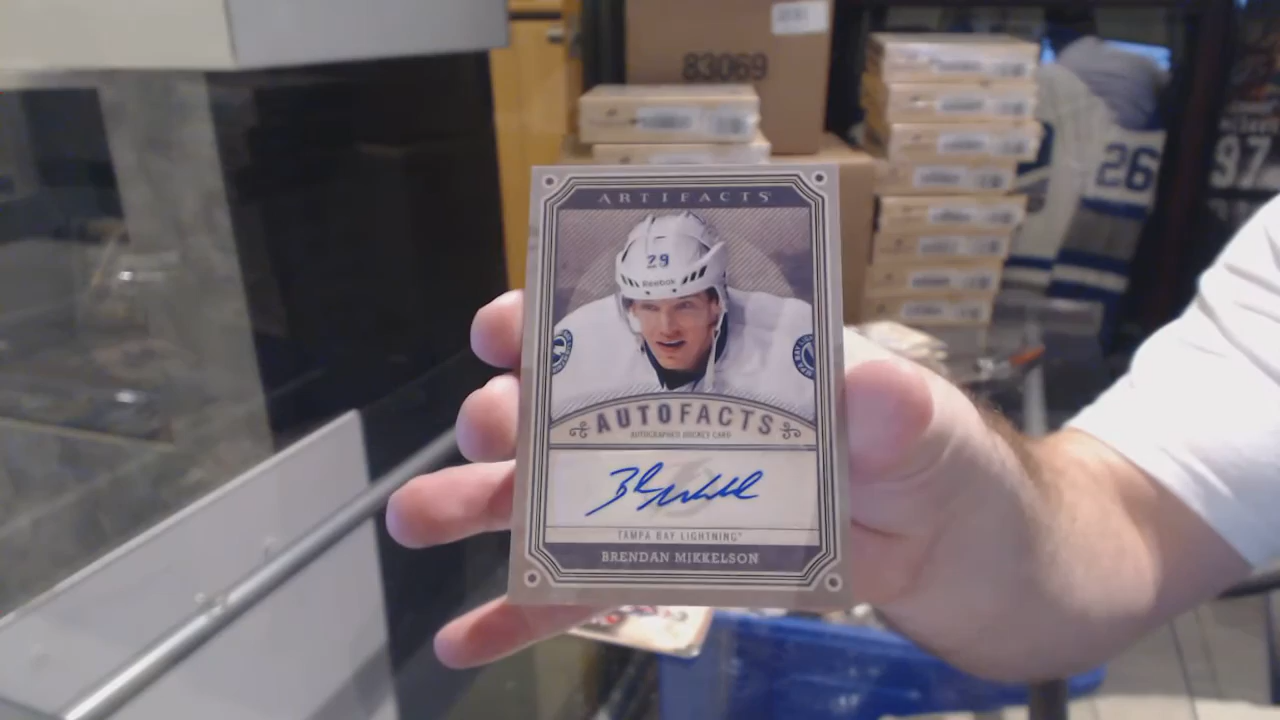 83069
26
97
ARTIFACTS
29
Reebok
AUTOFACTS
AUTOGRAPHED HOCKEY CARD
TAMPA BAY LIGHTNING
BRENDAN MIKKELSON